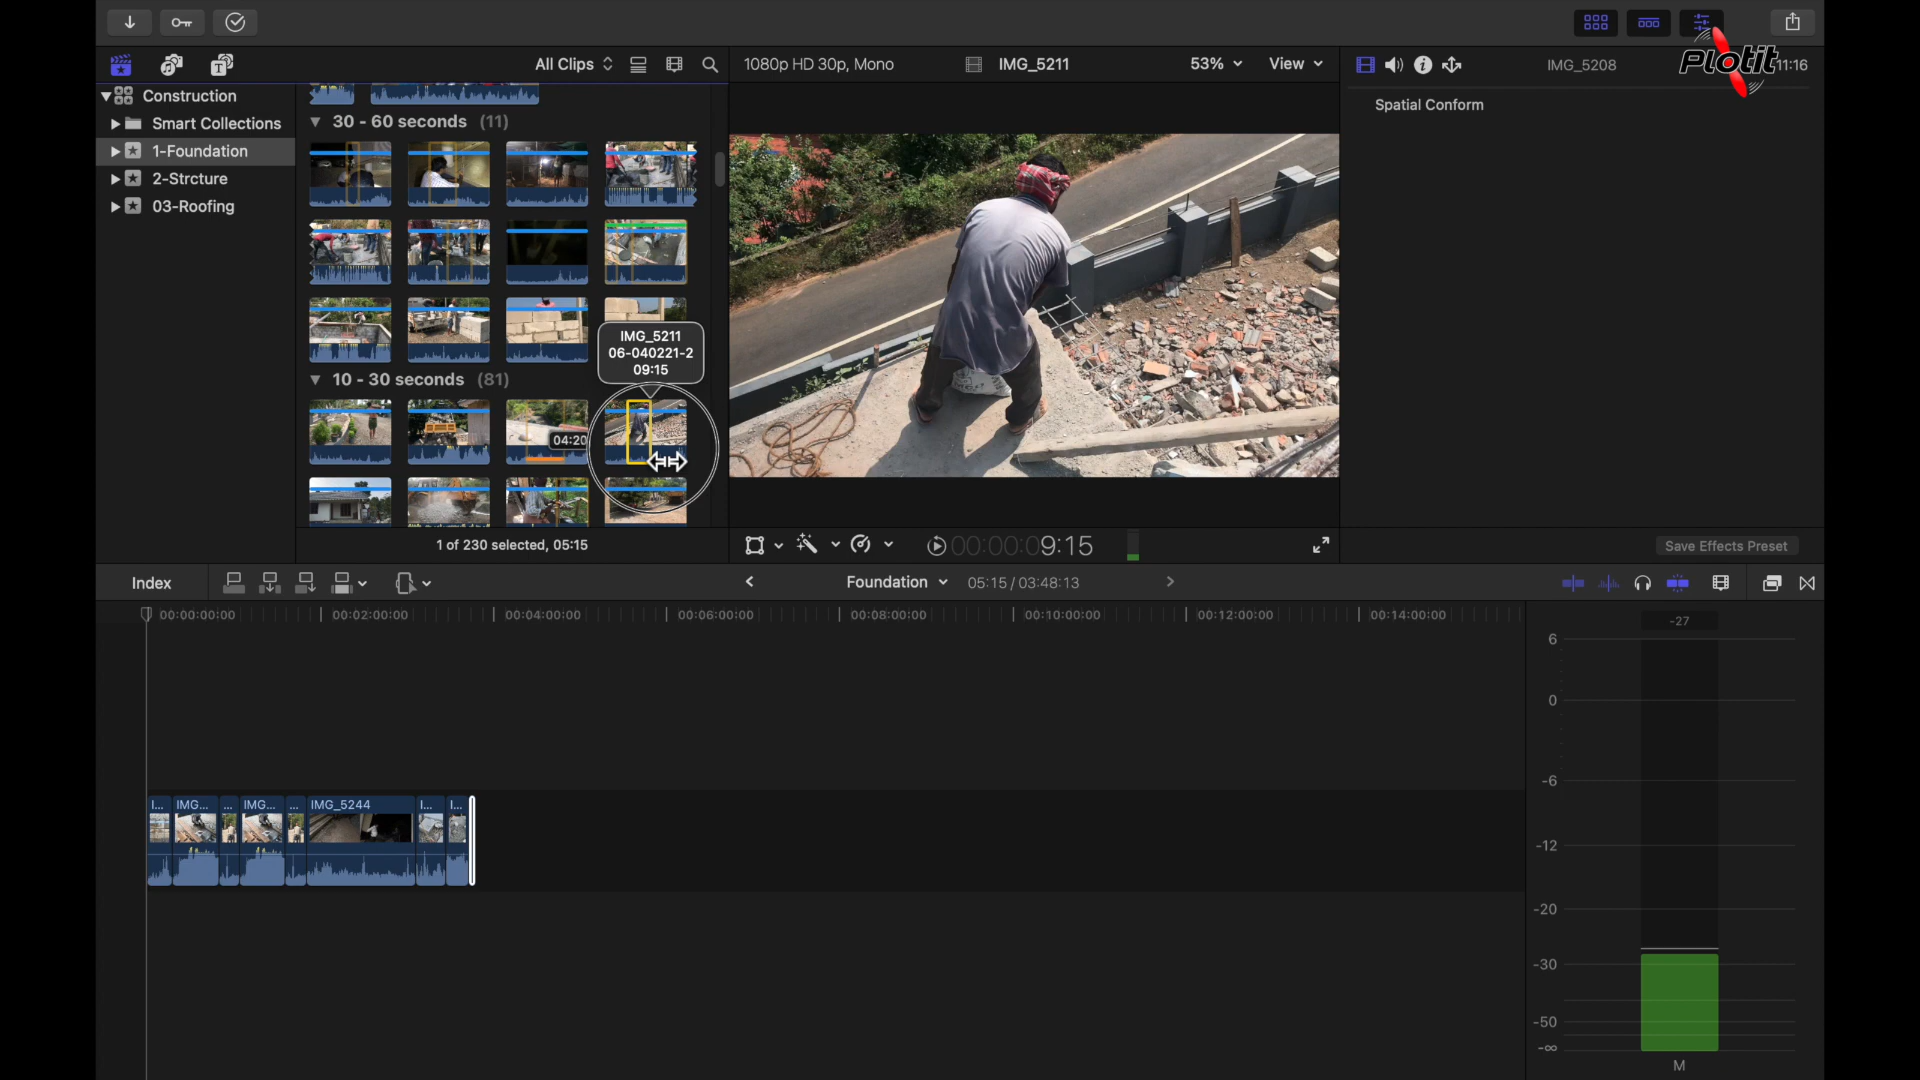 All Clips
1080p HD 30p, Mono
IMG_5211
53%
View
IMG_5208
Plotit
11:16
Construction
Smart Collections
1-Foundation
2-Strcture
03-Roofing
30 - 60 seconds (11)
Spatial Conform
IMG_5211
06-040221-2
09:15
10 - 30 seconds (81)
04:20
1 of 230 selected, 05:15
00:00:09:15
Save Effects Preset
Index
Foundation
05:15 / 03:48:13
00:00:00:00
00:02:00:00
00:04:00:00
00:06:00:00
00:08:00:00
00:10:00:00
00:12:00:00
00:14:00:00
-27
6
0
-6
-12
-20
-30
-50
-∞
M
I...
IMG...
...
IMG...
...
IMG_5244
I...
I...